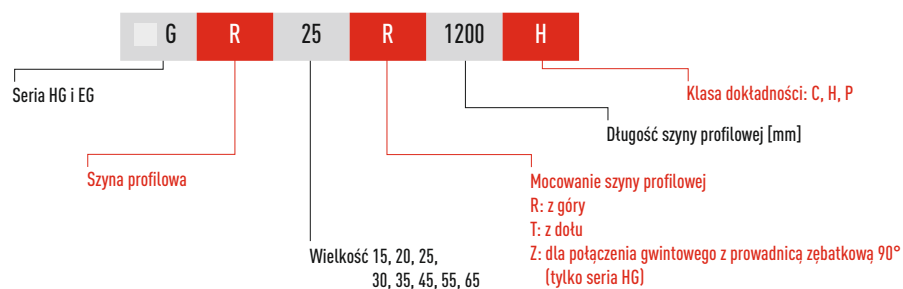 G R 25 R 1200 H
Seria HG i EG
Klasa dokładności: C, H, P
Długość szyny profilowej [mm]
Szyna profilowa
Mocowanie szyny profilowej
R: z góry
T: z dołu
Z: dla połączenia gwintowego z prowadnicą zębatkową 90°
(tylko seria HG)
Wielkość 15, 20, 25,
30, 35, 45, 55, 65